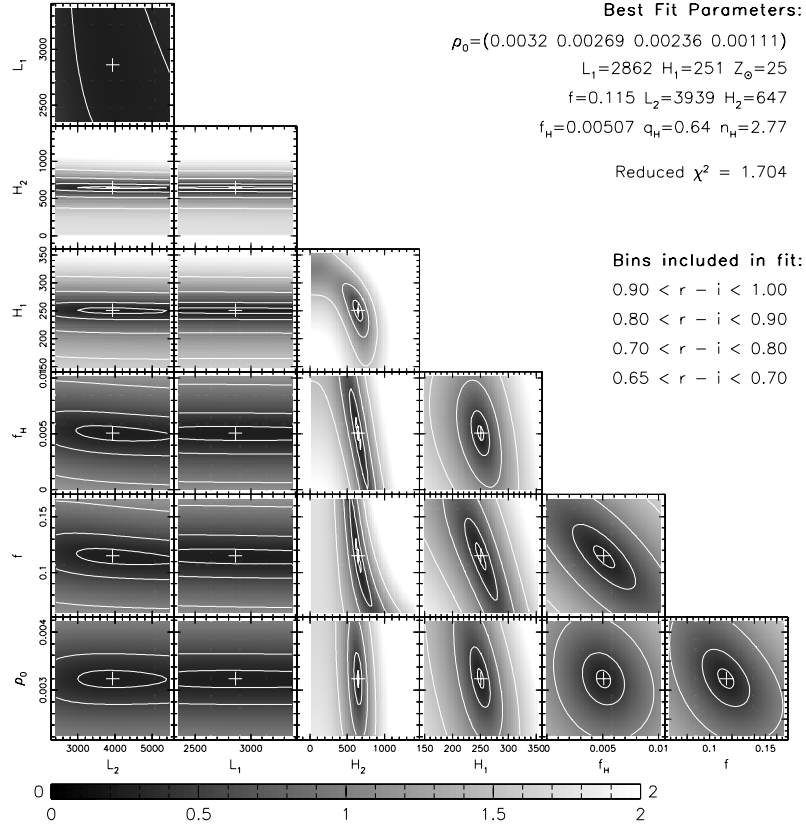 Best Fit Parameters:
ρ₀=(0.0032 0.00269 0.00236 0.00111)
L₁=2862 H₁=251 Z☉=25
f=0.115 L₂=3939 H₂=647
f_H=0.00507 q_H=0.64 n_H=2.77
Reduced χ² = 1.704
Bins included in fit:
0.90 < r − i < 1.00
0.80 < r − i < 0.90
0.70 < r − i < 0.80
0.65 < r − i < 0.70
L₁
3000
2500
H₂
1000
500
0
H₁
350
300
250
200
150
f_H
0.01
0.005
0
f
0.15
0.1
ρ₀
0.004
0.003
3000 4000 5000
2500 3000
0 500 1000
150 200 250 300 350
0 0.005 0.01
0.1 0.15
L₂ L₁ H₂ H₁ f_H f
0 2
0 0.5 1 1.5 2